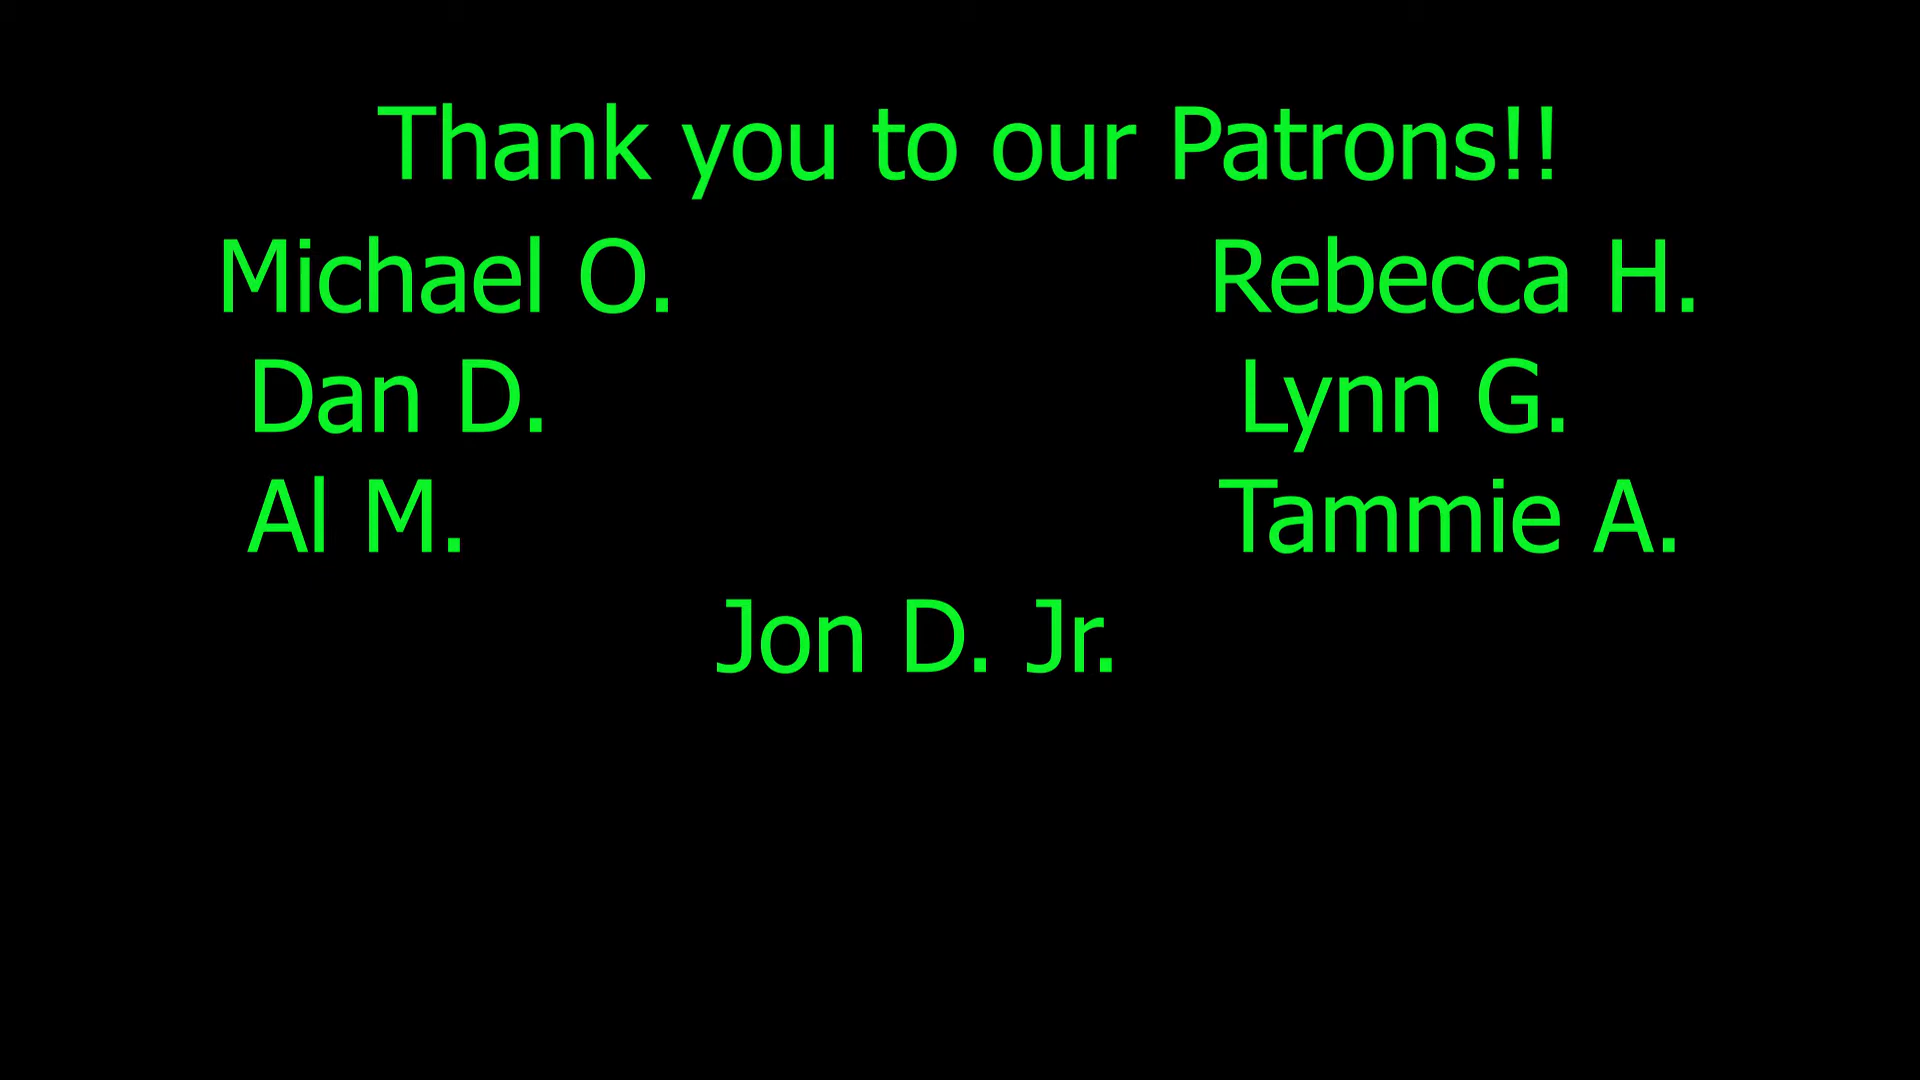 Thank you to our Patrons!!
Michael O. Rebecca H.
Dan D. Lynn G.
Al M. Tammie A.
Jon D. Jr.